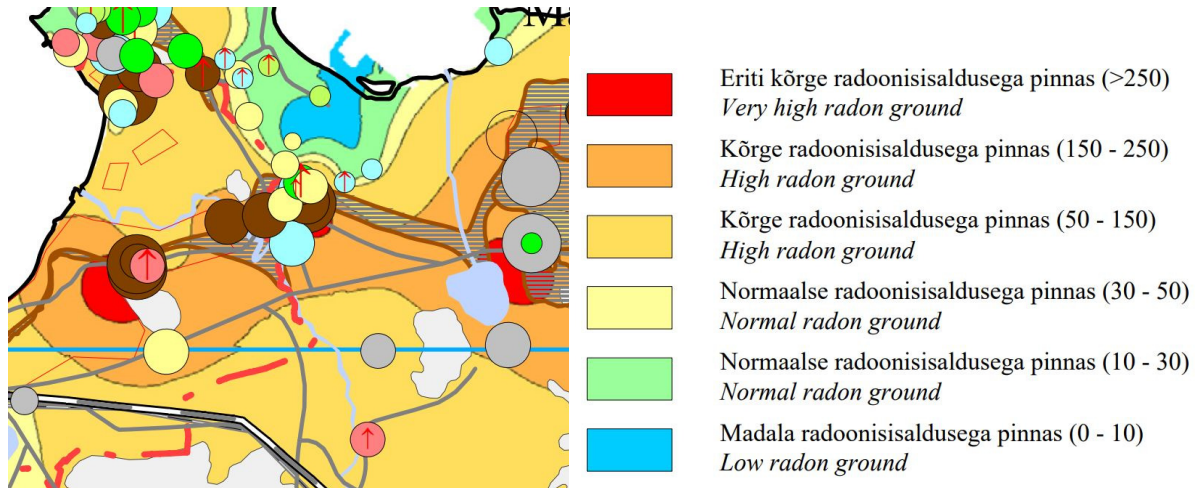 Eriti kõrge radoonisisaldusega pinnas (>250)
Very high radon ground
Kõrge radoonisisaldusega pinnas (150 - 250)
High radon ground
Kõrge radoonisisaldusega pinnas (50 - 150)
High radon ground
Normaalse radoonisisaldusega pinnas (30 - 50)
Normal radon ground
Normaalse radoonisisaldusega pinnas (10 - 30)
Normal radon ground
Madala radoonisisaldusega pinnas (0 - 10)
Low radon ground